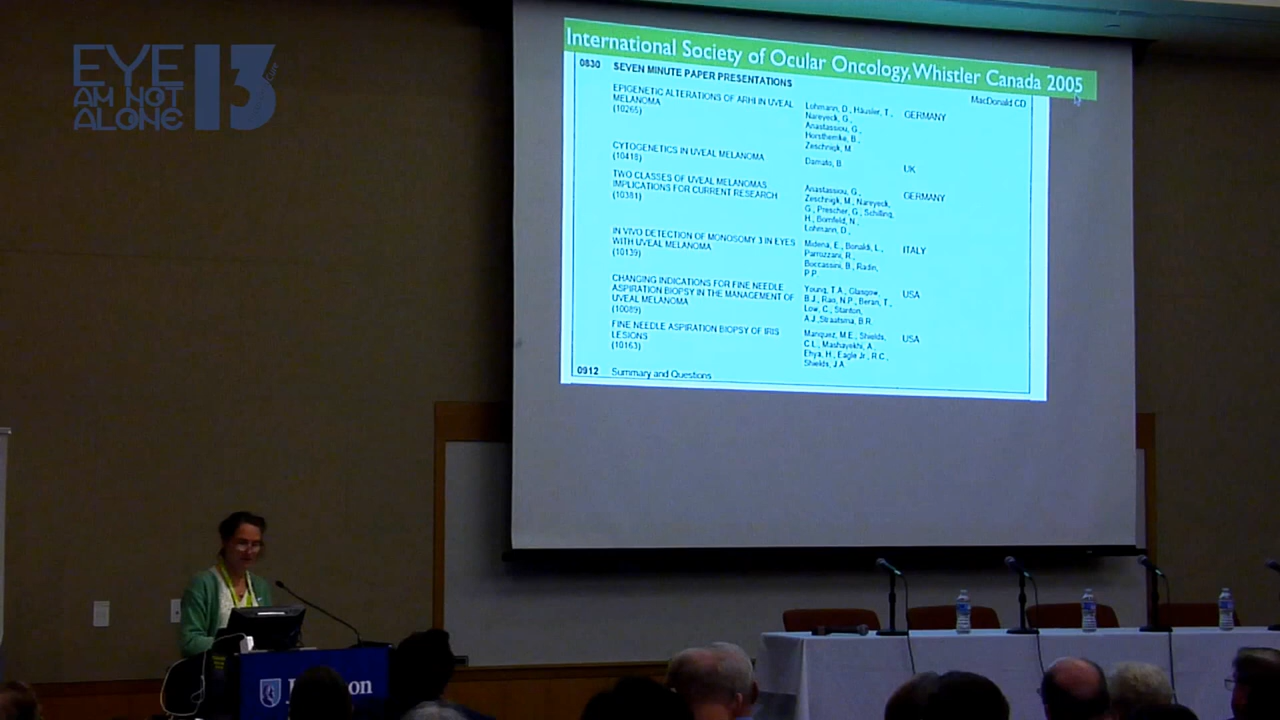 EYE
AM NOT
ALONE
13
Cure
International Society of Ocular Oncology, Whistler Canada 2005
0830 SEVEN MINUTE PAPER PRESENTATIONS
MacDonald CD
EPIGENETIC ALTERATIONS OF ARHI IN UVEAL
MELANOMA
(10265)
Lohmann, D., Hausler, T.,
Nareyeck, G.,
Anastassiou, G.,
Horsthemke, B.,
Zeschnigk, M.
GERMANY
CYTOGENETICS IN UVEAL MELANOMA
(10418)
Damato, B
UK
TWO CLASSES OF UVEAL MELANOMAS
IMPLICATIONS FOR CURRENT RESEARCH
(10381)
Anastassiou, G.,
Zeschnigk, M., Nareyeck,
G., Prescher, G., Schilling,
H., Bornfeld, N.,
Lohmann, D.,
GERMANY
IN VIVO DETECTION OF MONOSOMY 3 IN EYES
WITH UVEAL MELANOMA
(10139)
Midena, E., Bonaldi, L.,
Parrozzani, R.,
Boccassini, B., Radin,
P.P.
ITALY
CHANGING INDICATIONS FOR FINE NEEDLE
ASPIRATION BIOPSY IN THE MANAGEMENT OF
UVEAL MELANOMA
(10089)
Young, T.A., Glasgow,
B.J., Rao, N.P., Beran, T.,
Low, C., Stanton,
A.J., Straatsma, B.R.
USA
FINE NEEDLE ASPIRATION BIOPSY OF IRIS
LESIONS
(10163)
Marquez, M.E., Shields,
C.L., Mashayekhi, A.,
Ehya, H., Eagle Jr., R.C.,
Shields, J.A.
USA
0912 Summary and Questions